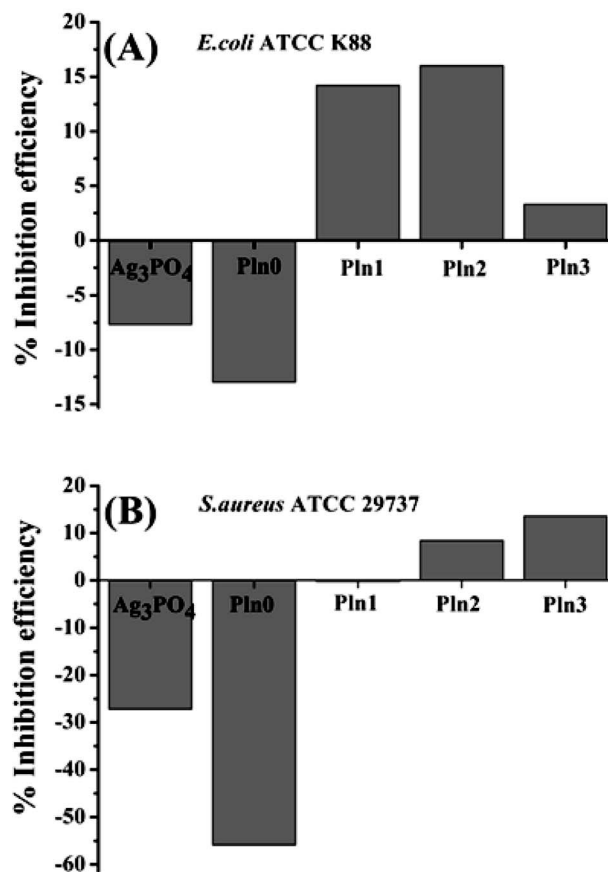 (A) E.coli ATCC K88
% Inhibition efficiency
20
15
10
5
0
-5
-10
-15
Ag3PO4 Pln0 Pln1 Pln2 Pln3
(B) S.aureus ATCC 29737
% Inhibition efficiency
20
10
0
-10
-20
-30
-40
-50
-60
Ag3PO4 Pln0 Pln1 Pln2 Pln3